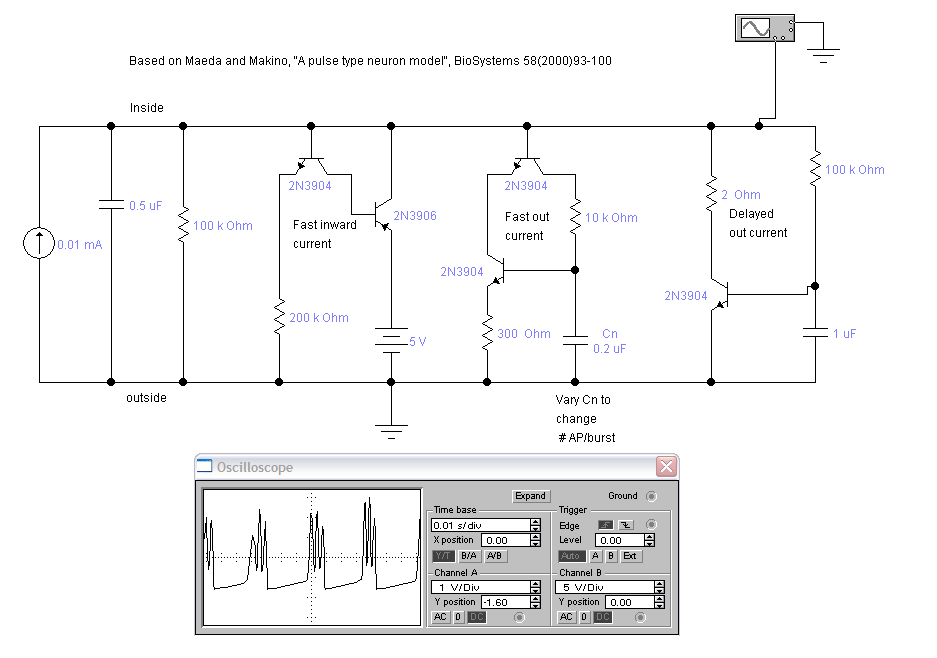 Based on Maeda and Makino, "A pulse type neuron model", BioSystems 58(2000)93-100
Inside
2N3904
2N3904
100 k Ohm
2 Ohm
0.5 uF
2N3906
10 k Ohm
Delayed
out current
100 k Ohm
Fast inward
current
Fast out
current
0.01 mA
2N3904
2N3904
200 k Ohm
300 Ohm
Cn
0.2 uF
1 uF
5 V
outside
Vary Cn to
change
# AP/burst
Oscilloscope
Expand
Ground
Time base
0.01 s/div
X position 0.00
Y/T B/A A/B
Trigger
Edge
Level 0.00
Auto A B Ext
Channel A
1 V/Div
Y position -1.60
AC 0 DC
Channel B
5 V/Div
Y position 0.00
AC 0 DC